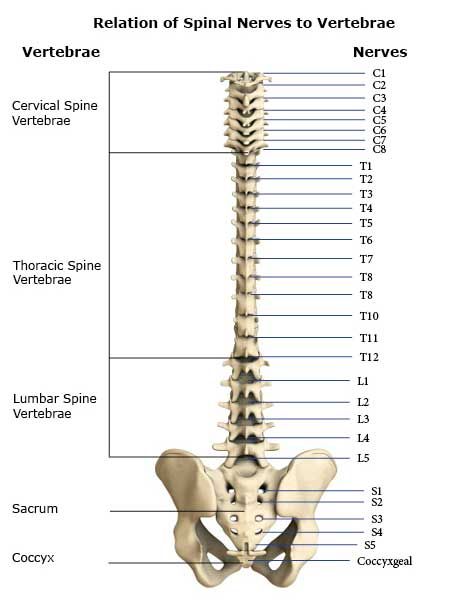 Relation of Spinal Nerves to Vertebrae
Vertebrae
Nerves
Cervical Spine
Vertebrae
Thoracic Spine
Vertebrae
Lumbar Spine
Vertebrae
Sacrum
Coccyx
C1
C2
C3
C4
C5
C6
C7
C8
T1
T2
T3
T4
T5
T6
T7
T8
T8
T10
T11
T12
L1
L2
L3
L4
L5
S1
S2
S3
S4
S5
Coccyxgeal